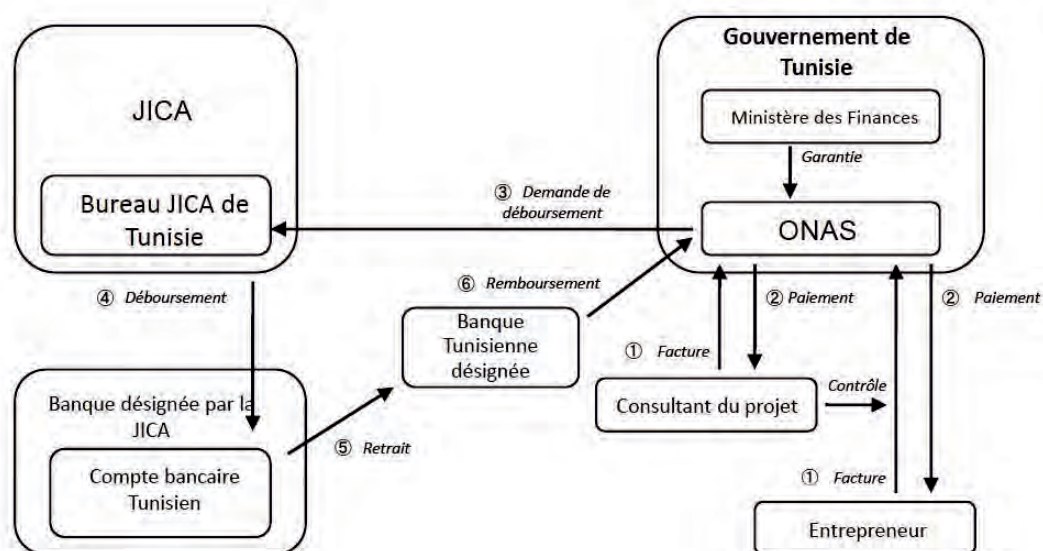 JICA
Bureau JICA de
Tunisie
Gouvernement de
Tunisie
Ministère des Finances
Garantie
ONAS
③ Demande de
déboursement
④ Déboursement
⑥ Remboursement
② Paiement
② Paiement
Banque
Tunisienne
désignée
① Facture
Contrôle
Consultant du projet
Banque désignée par la
JICA
Compte bancaire
Tunisien
⑤ Retrait
① Facture
Entrepreneur